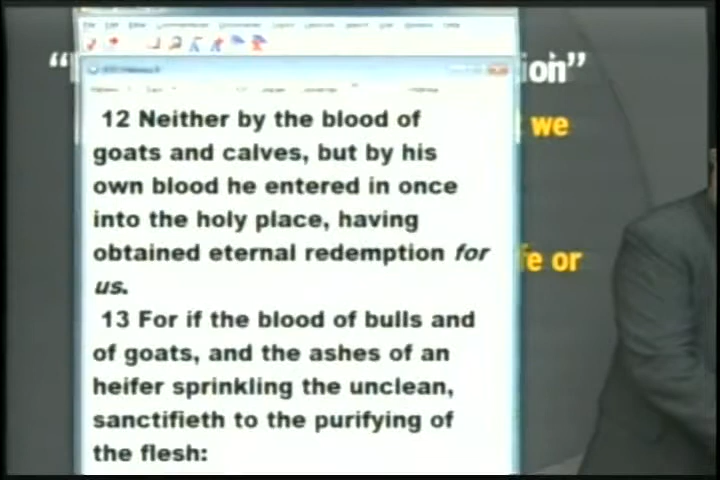 ion”
we
12 Neither by the blood of
goats and calves, but by his
own blood he entered in once
into the holy place, having
obtained eternal redemption for
us.
fe or
13 For if the blood of bulls and
of goats, and the ashes of an
heifer sprinkling the unclean,
sanctifieth to the purifying of
the flesh: